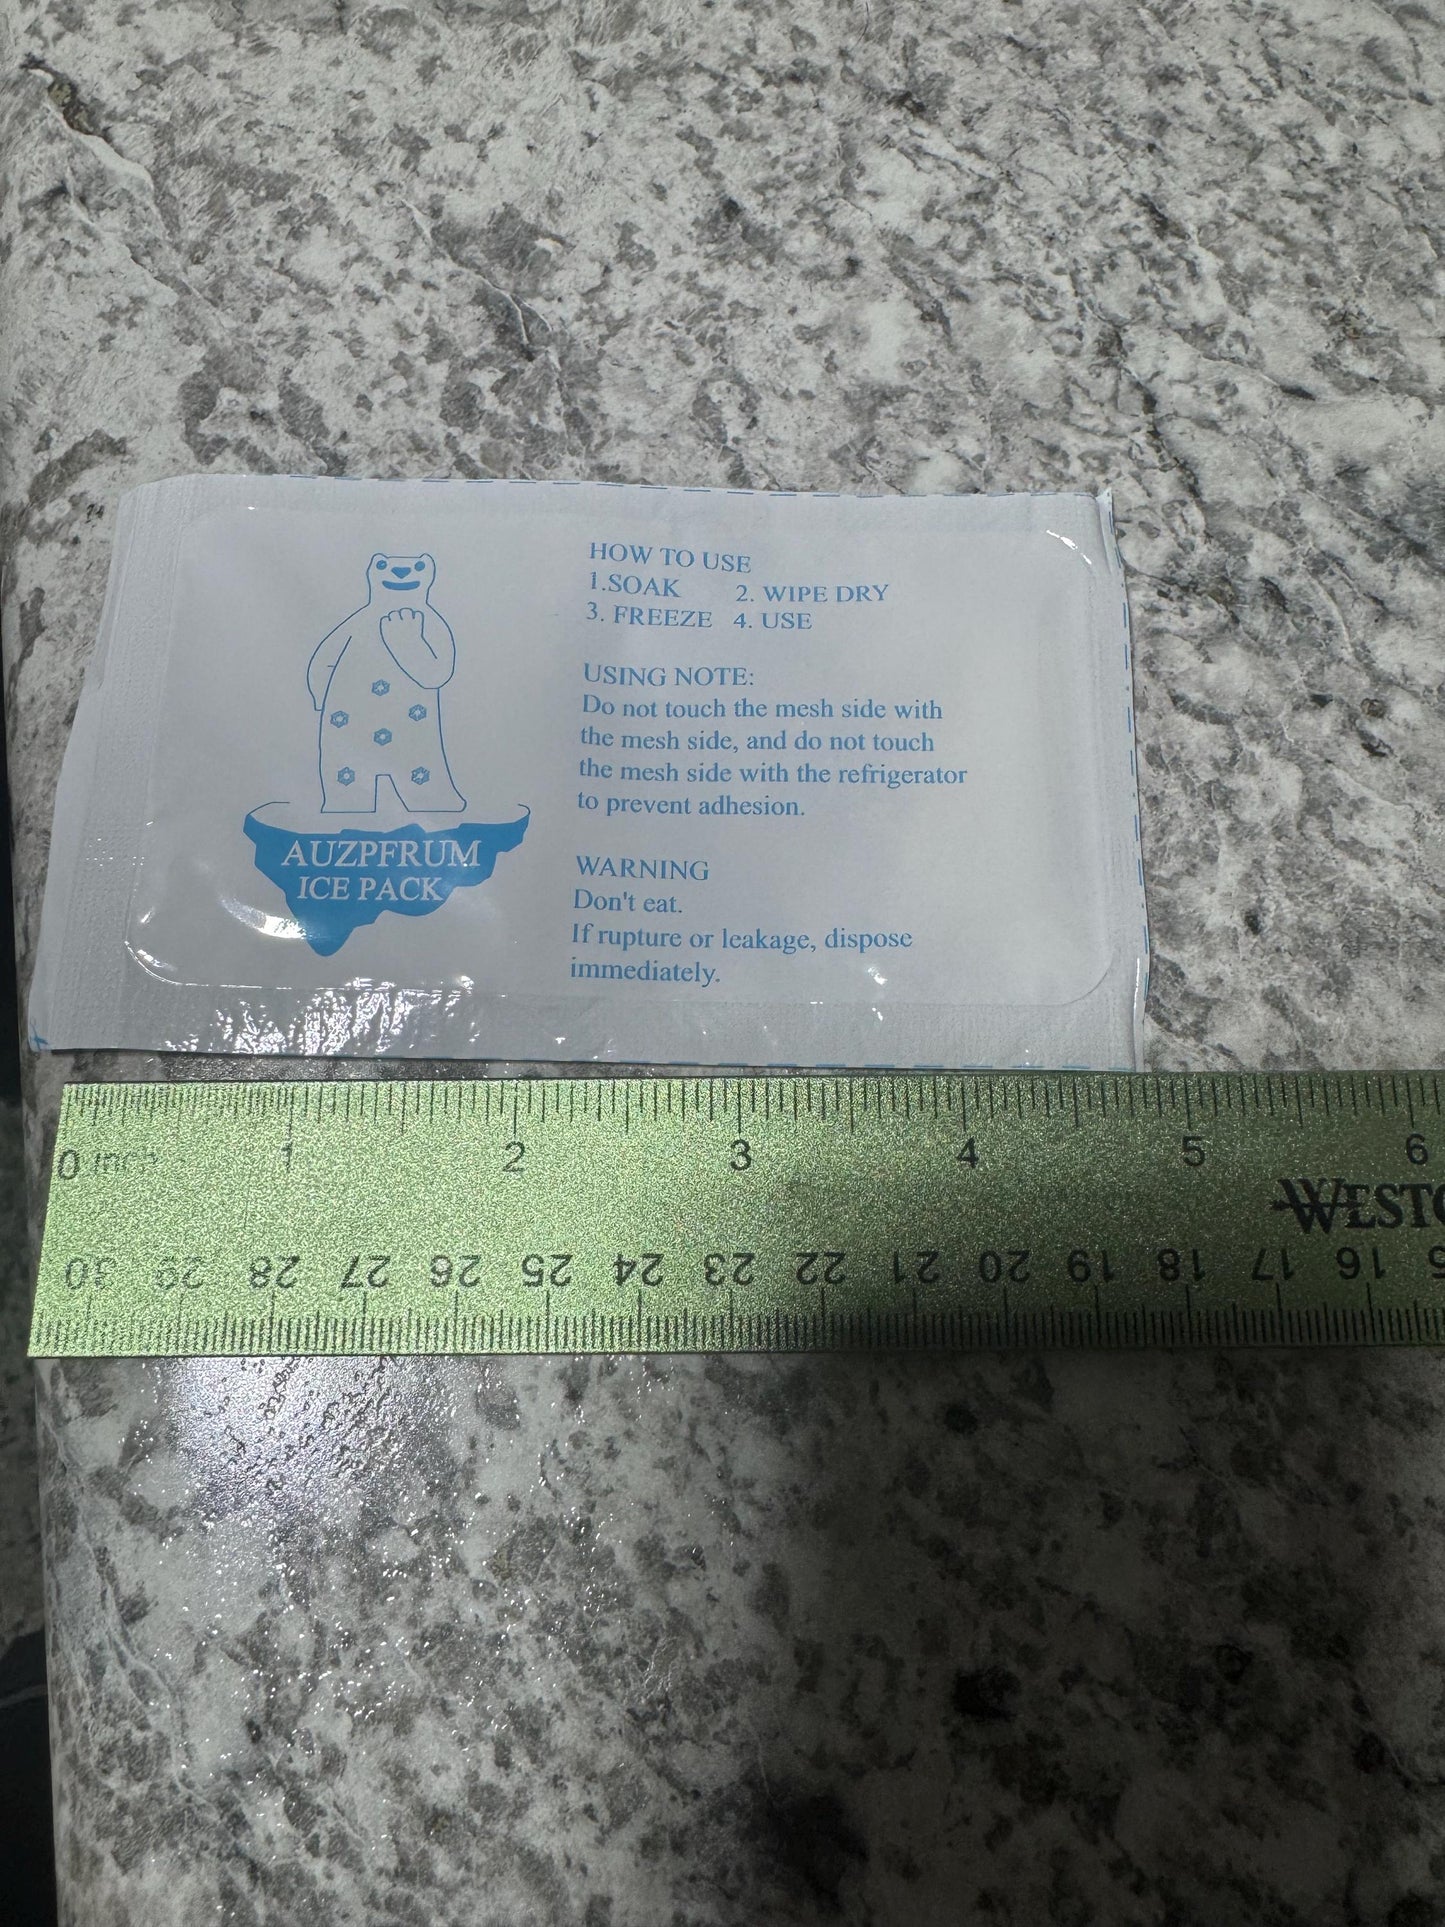 HOW TO USE
1.SOAK 2. WIPE DRY
3. FREEZE 4. USE
USING NOTE:
Do not touch the mesh side with
the mesh side, and do not touch
the mesh side with the refrigerator
to prevent adhesion.
AUZPFRUM
ICE PACK
WARNING
Don't eat.
If rupture or leakage, dispose
immediately.
0 inch 1 2 3 4 5 6
30 29 28 27 26 25 24 23 22 21 20 19 18 17 16